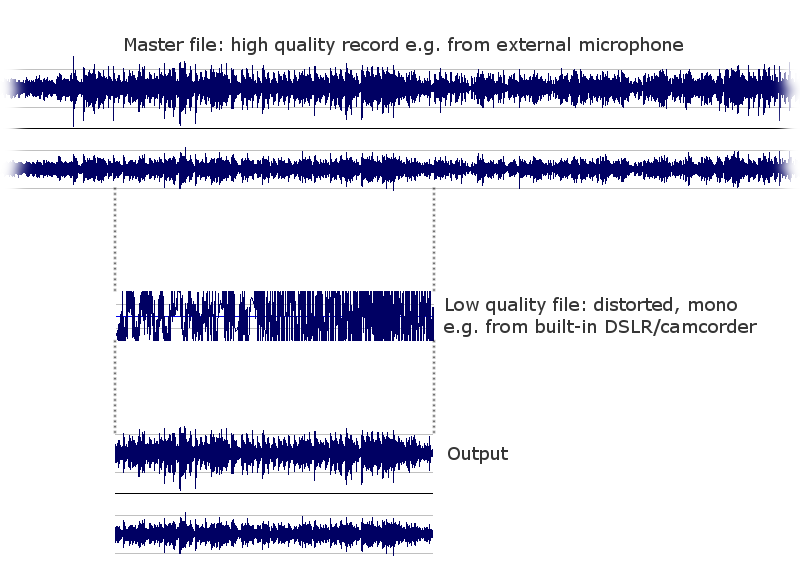 Master file: high quality record e.g. from external microphone
Low quality file: distorted, mono
e.g. from built-in DSLR/camcorder
Output